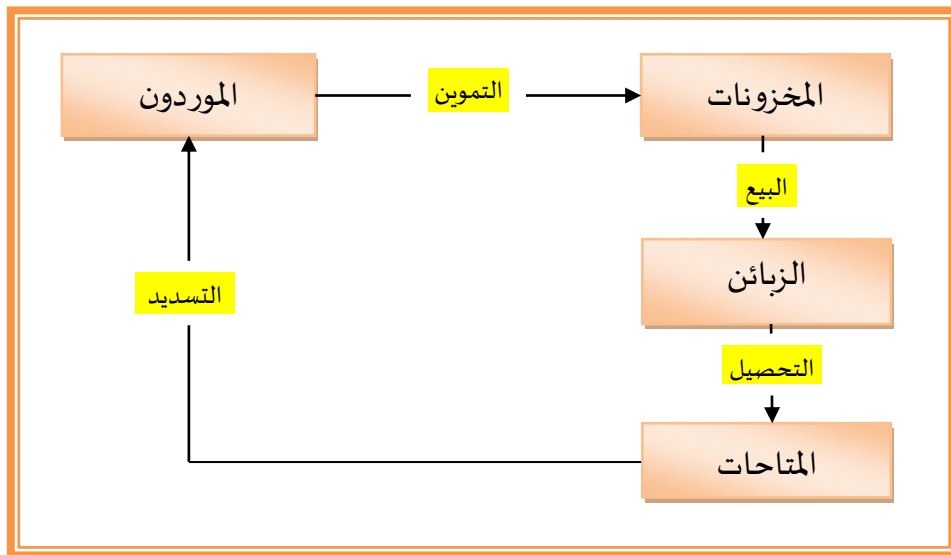 الموردون
التموين
المخزونات
البيع
الزبائن
التحصيل
المتاحات
التسديد